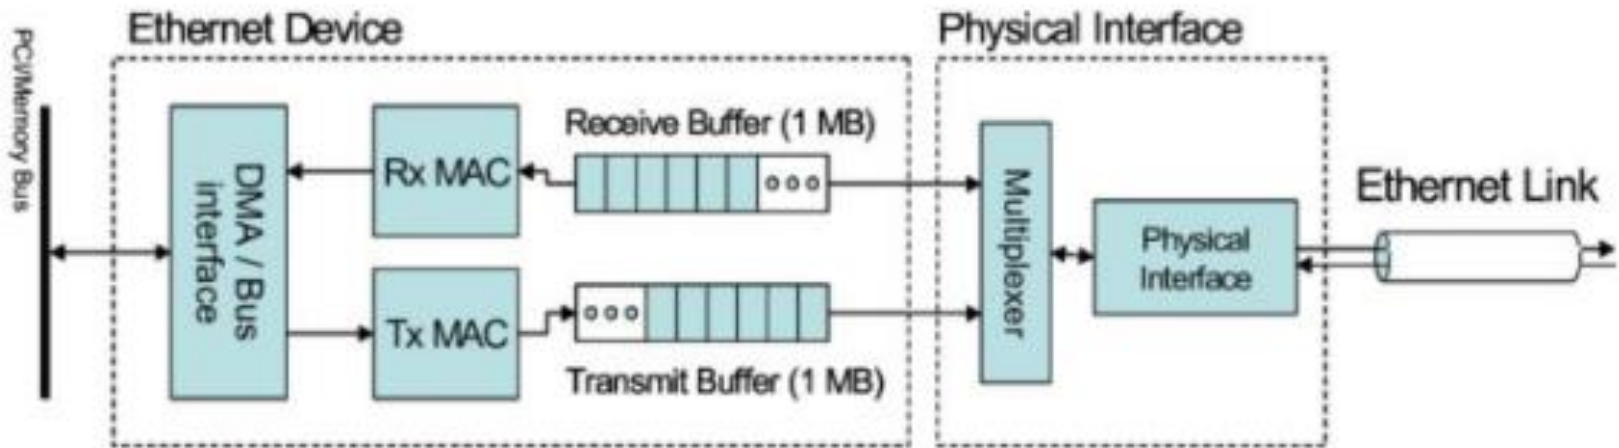 Ethernet Device
Physical Interface
PCI/Memory Bus
DMA / Bus
interface
Rx MAC
Receive Buffer (1 MB)
Tx MAC
Transmit Buffer (1 MB)
Multiplexer
Physical
Interface
Ethernet Link